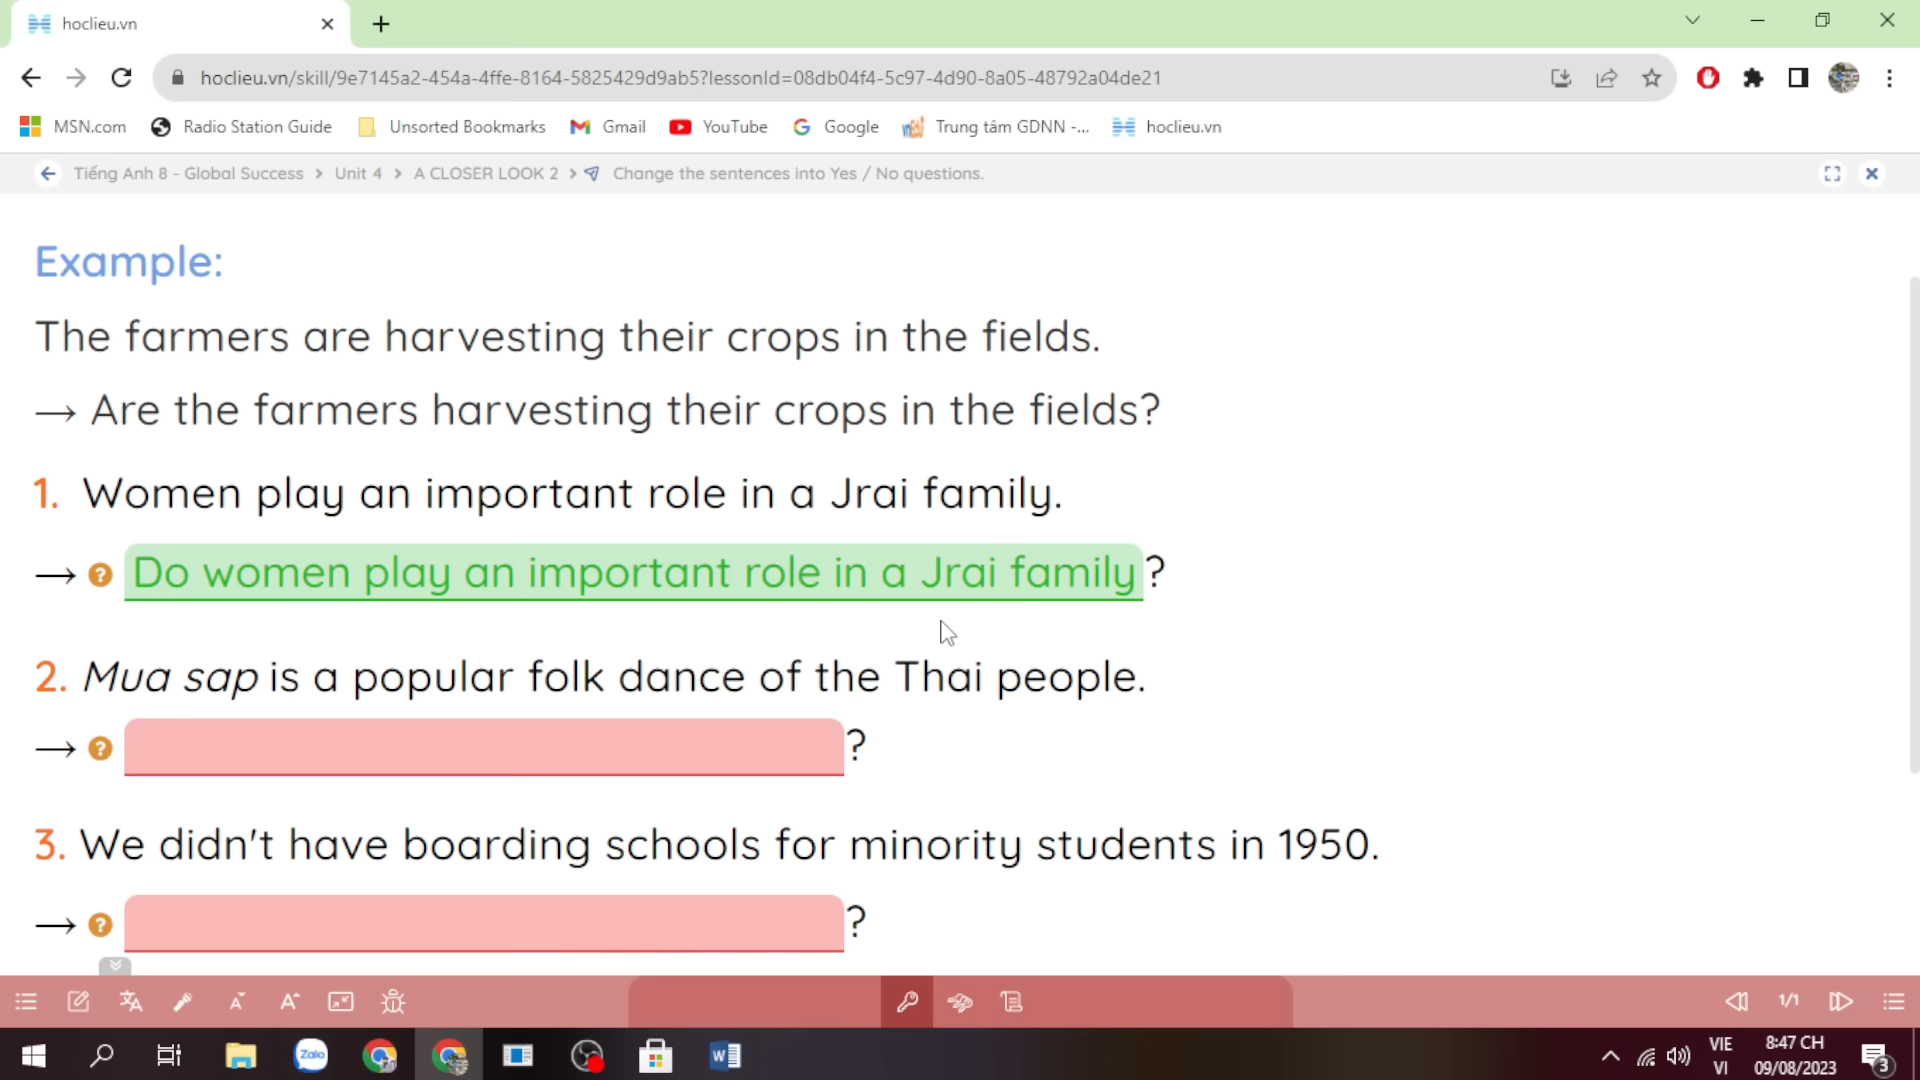 hoclieu.vn
hoclieu.vn/skill/9e7145a2-454a-4ffe-8164-5825429d9ab5?lessonId=08db04f4-5c97-4d90-8a05-48792a04de21
MSN.com Radio Station Guide Unsorted Bookmarks Gmail YouTube Google Trung tâm GDNN -... hoclieu.vn
Tiếng Anh 8 - Global Success > Unit 4 > A CLOSER LOOK 2 > Change the sentences into Yes / No questions.
Example:
The farmers are harvesting their crops in the fields.
→ Are the farmers harvesting their crops in the fields?
1. Women play an important role in a Jrai family.
→ ? Do women play an important role in a Jrai family?
2. Mua sap is a popular folk dance of the Thai people.
→ ? ?
3. We didn't have boarding schools for minority students in 1950.
→ ? ?
1/1
Zalo
VIE
VI
8:47 CH
09/08/2023
3